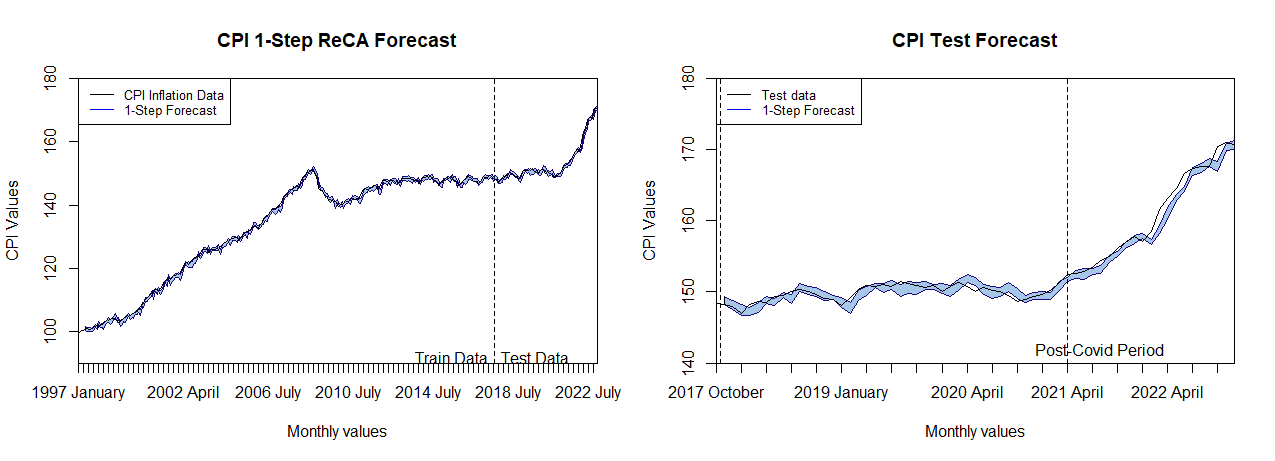 CPI 1-Step ReCA Forecast
CPI Inflation Data
1-Step Forecast
CPI Values
180
160
140
120
100
Train Data
Test Data
1997 January
2002 April
2006 July
2010 July
2014 July
2018 July
2022 July
Monthly values
CPI Test Forecast
Test data
1-Step Forecast
CPI Values
180
170
160
150
140
Post-Covid Period
2017 October
2019 January
2020 April
2021 April
2022 April
Monthly values